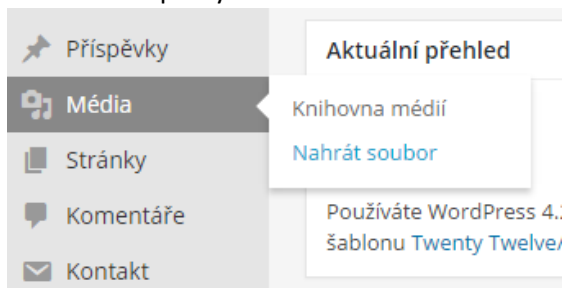 Příspěvky
Média
Stránky
Komentáře
Kontakt
Aktuální přehled
Knihovna médií
Nahrát soubor
Používáte WordPress 4.
šablonu Twenty Twelve/